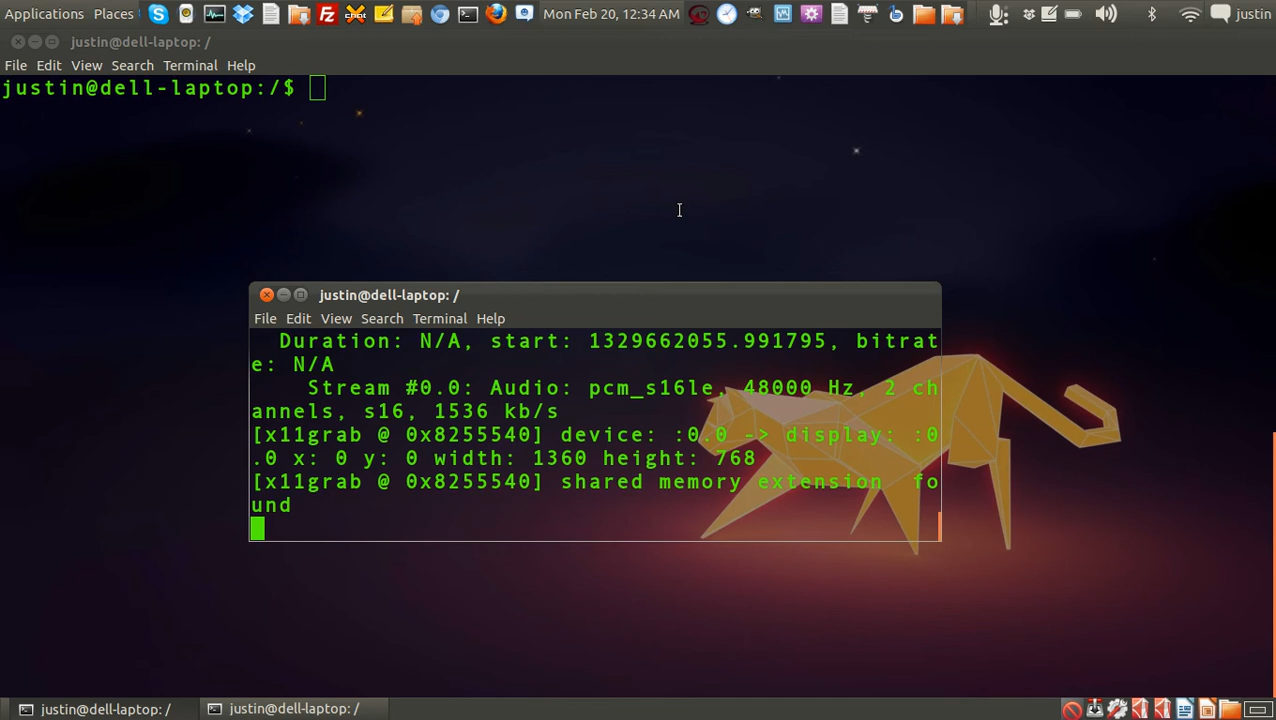 Applications Places Mon Feb 20, 12:34 AM justin
justin@dell-laptop: /
File Edit View Search Terminal Help
justin@dell-laptop:/$
justin@dell-laptop: /
File Edit View Search Terminal Help
Duration: N/A, start: 1329662055.991795, bitrat
e: N/A
Stream #0.0: Audio: pcm_s16le, 48000 Hz, 2 ch
annels, s16, 1536 kb/s
[x11grab @ 0x8255540] device: :0.0 -> display: :0
.0 x: 0 y: 0 width: 1360 height: 768
[x11grab @ 0x8255540] shared memory extension  fo
und
justin@dell-laptop: / justin@dell-laptop: /